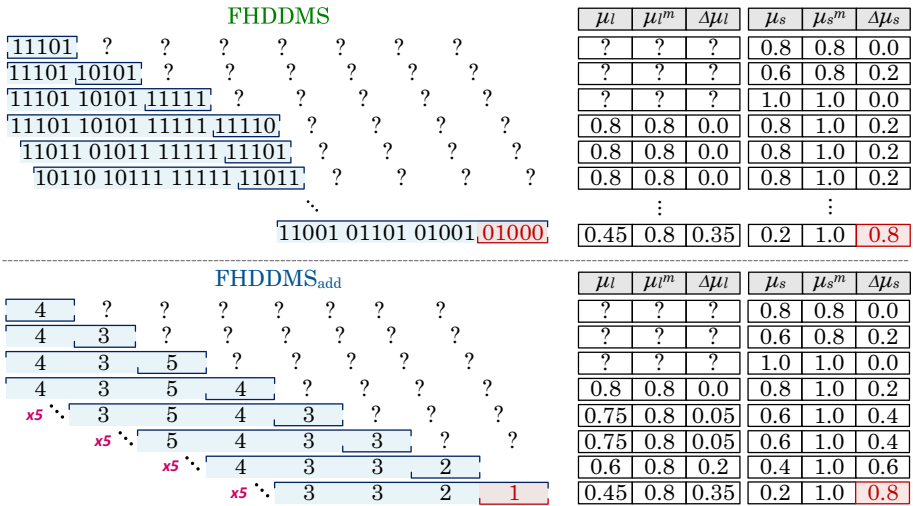 FHDDMS μl μl^m Δμl μs μs^m Δμs
11101 ? ? ? ? ? ? ? ? ? 0.8 0.8 0.0
11101 10101 ? ? ? ? ? ? ? ? ? 0.6 0.8 0.2
11101 10101 11111 ? ? ? ? ? ? ? ? 1.0 1.0 0.0
11101 10101 11111 11110 ? ? ? ? 0.8 0.8 0.0 0.8 1.0 0.2
11011 01011 11111 11101 ? ? ? ? 0.8 0.8 0.0 0.8 1.0 0.2
10110 10111 11111 11011 ? ? ? ? 0.8 0.8 0.0 0.8 1.0 0.2
⋱ ⋮ ⋮
11001 01101 01001 01000 0.45 0.8 0.35 0.2 1.0 0.8
FHDDMSadd μl μl^m Δμl μs μs^m Δμs
4 ? ? ? ? ? ? ? ? ? 0.8 0.8 0.0
4 3 ? ? ? ? ? ? ? ? ? 0.6 0.8 0.2
4 3 5 ? ? ? ? ? ? ? ? 1.0 1.0 0.0
4 3 5 4 ? ? ? ? 0.8 0.8 0.0 0.8 1.0 0.2
x5 ⋱ 3 5 4 3 ? ? ? 0.75 0.8 0.05 0.6 1.0 0.4
x5 ⋱ 5 4 3 3 ? ? 0.75 0.8 0.05 0.6 1.0 0.4
x5 ⋱ 4 3 3 2 0.6 0.8 0.2 0.4 1.0 0.6
x5 ⋱ 3 3 2 1 0.45 0.8 0.35 0.2 1.0 0.8